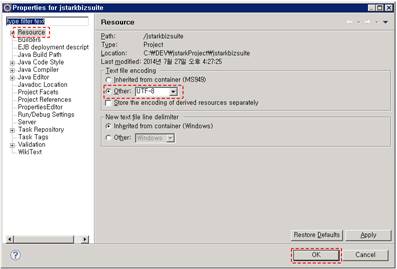 Properties for jstarkbizsuite
type filter text
Resource
Builders
EJB deployment descript
Java Build Path
Java Code Style
Java Compiler
Java Editor
Javadoc Location
Project Facets
Project References
PropertiesEditor
Run/Debug Settings
Server
Task Repository
Task Tags
Validation
WikiText
Resource
Path: /jstarkbizsuite
Type: Project
Location: C:₩DEV₩jstarkProject₩jstarkbizsuite
Last modified: 2014년 7월 27일 오후 4:27:25
Text file encoding
Inherited from container (MS949)
Other: UTF-8
Store the encoding of derived resources separately
New text file line delimiter
Inherited from container (Windows)
Other: Windows
Restore Defaults Apply
OK Cancel